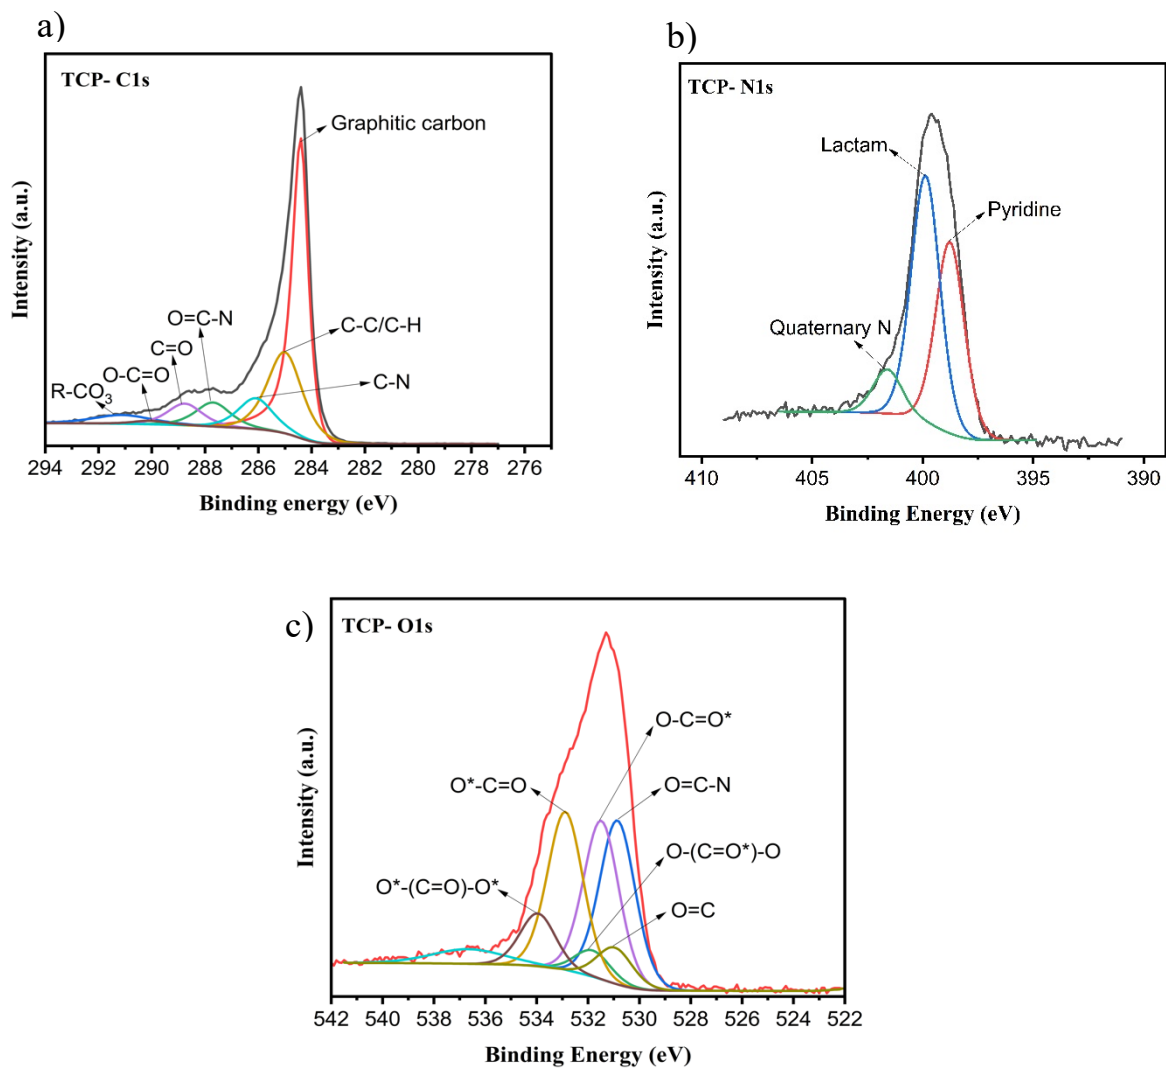 a)
TCP- C1s
Graphitic carbon
O=C-N
C=O
O-C=O
R-CO₃
C-C/C-H
C-N
Intensity (a.u.)
294 292 290 288 286 284 282 280 278 276
Binding energy (eV)
b)
TCP- N1s
Lactam
Pyridine
Quaternary N
Intensity (a.u.)
410 405 400 395 390
Binding Energy (eV)
c)
TCP- O1s
O-C=O*
O*-C=O
O=C-N
O-(C=O*)-O
O*-(C=O)-O*
O=C
Intensity (a.u.)
542 540 538 536 534 532 530 528 526 524 522
Binding Energy (eV)